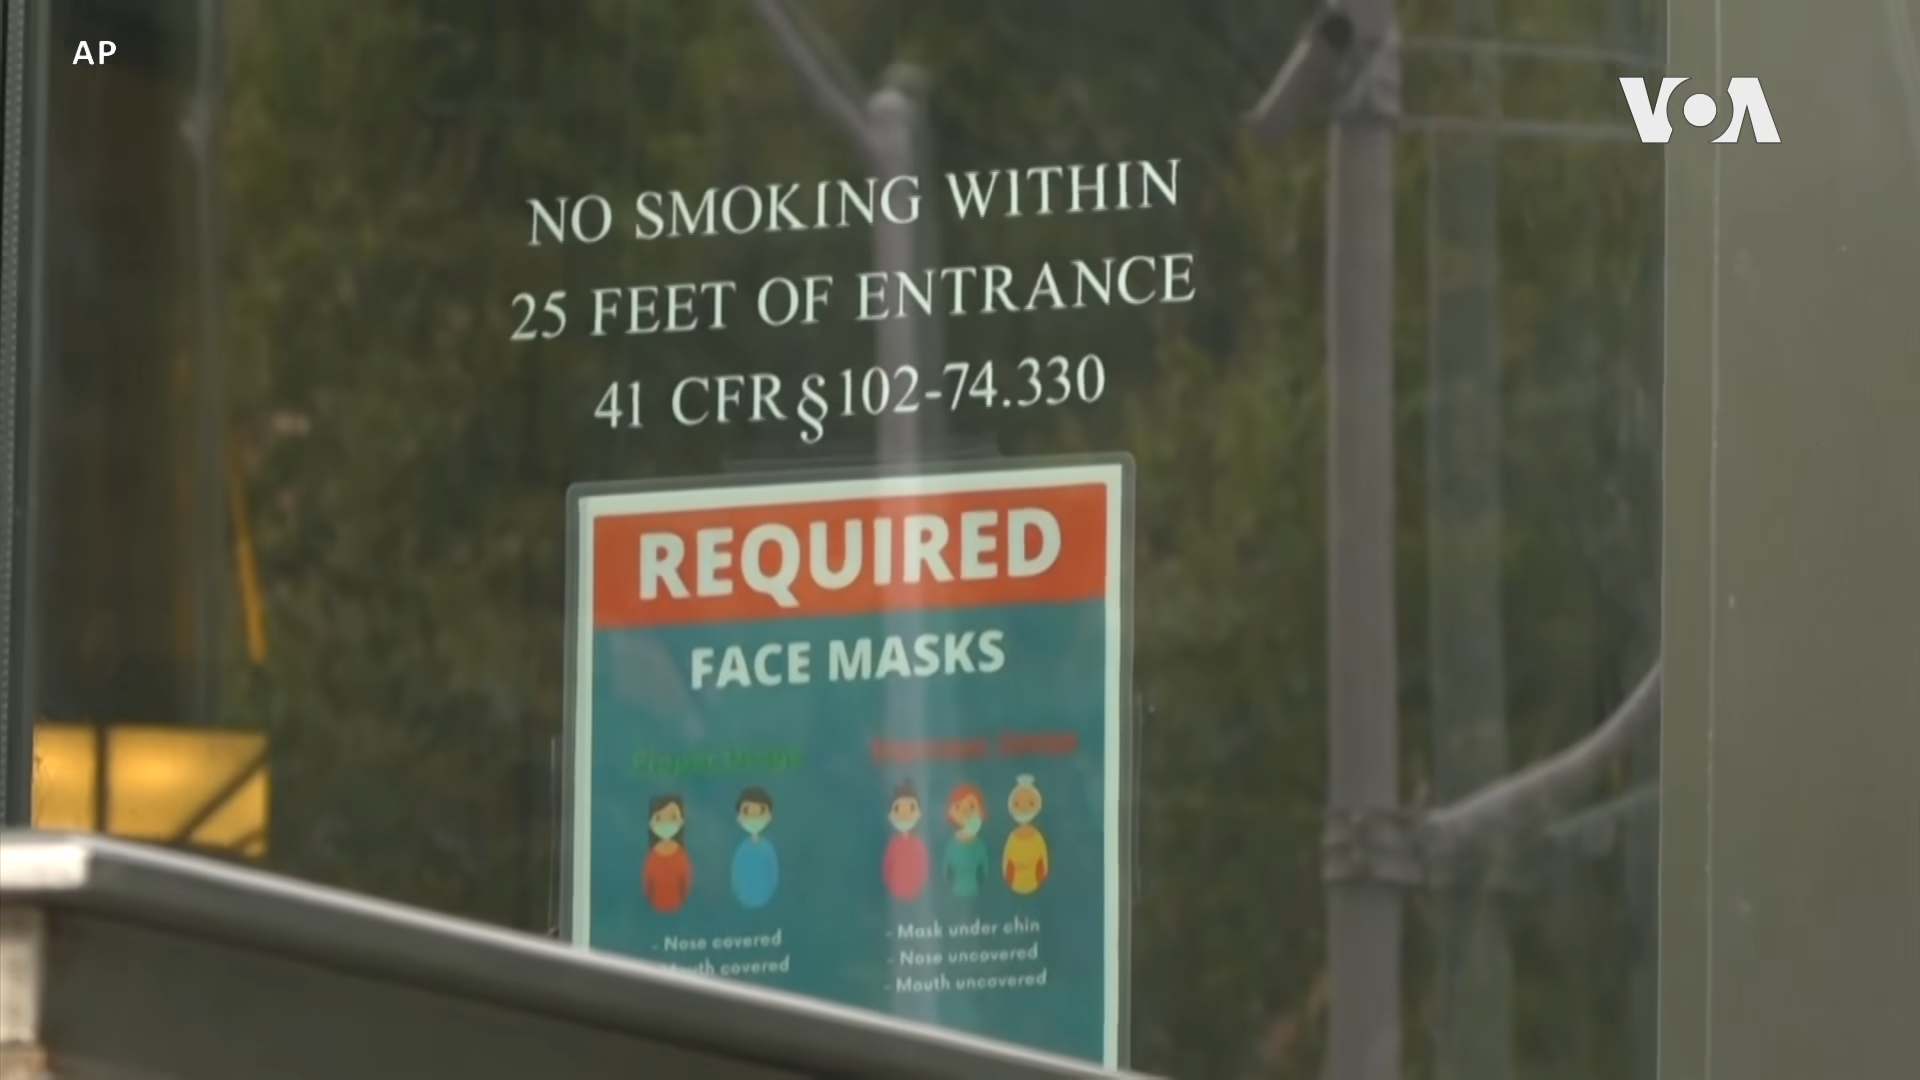 AP
VOA
NO SMOKING WITHIN
25 FEET OF ENTRANCE
41 CFR§102-74.330
REQUIRED
FACE MASKS
- Nose covered
- Mask under chin
covered
- Nose uncovered
- Mouth uncovered